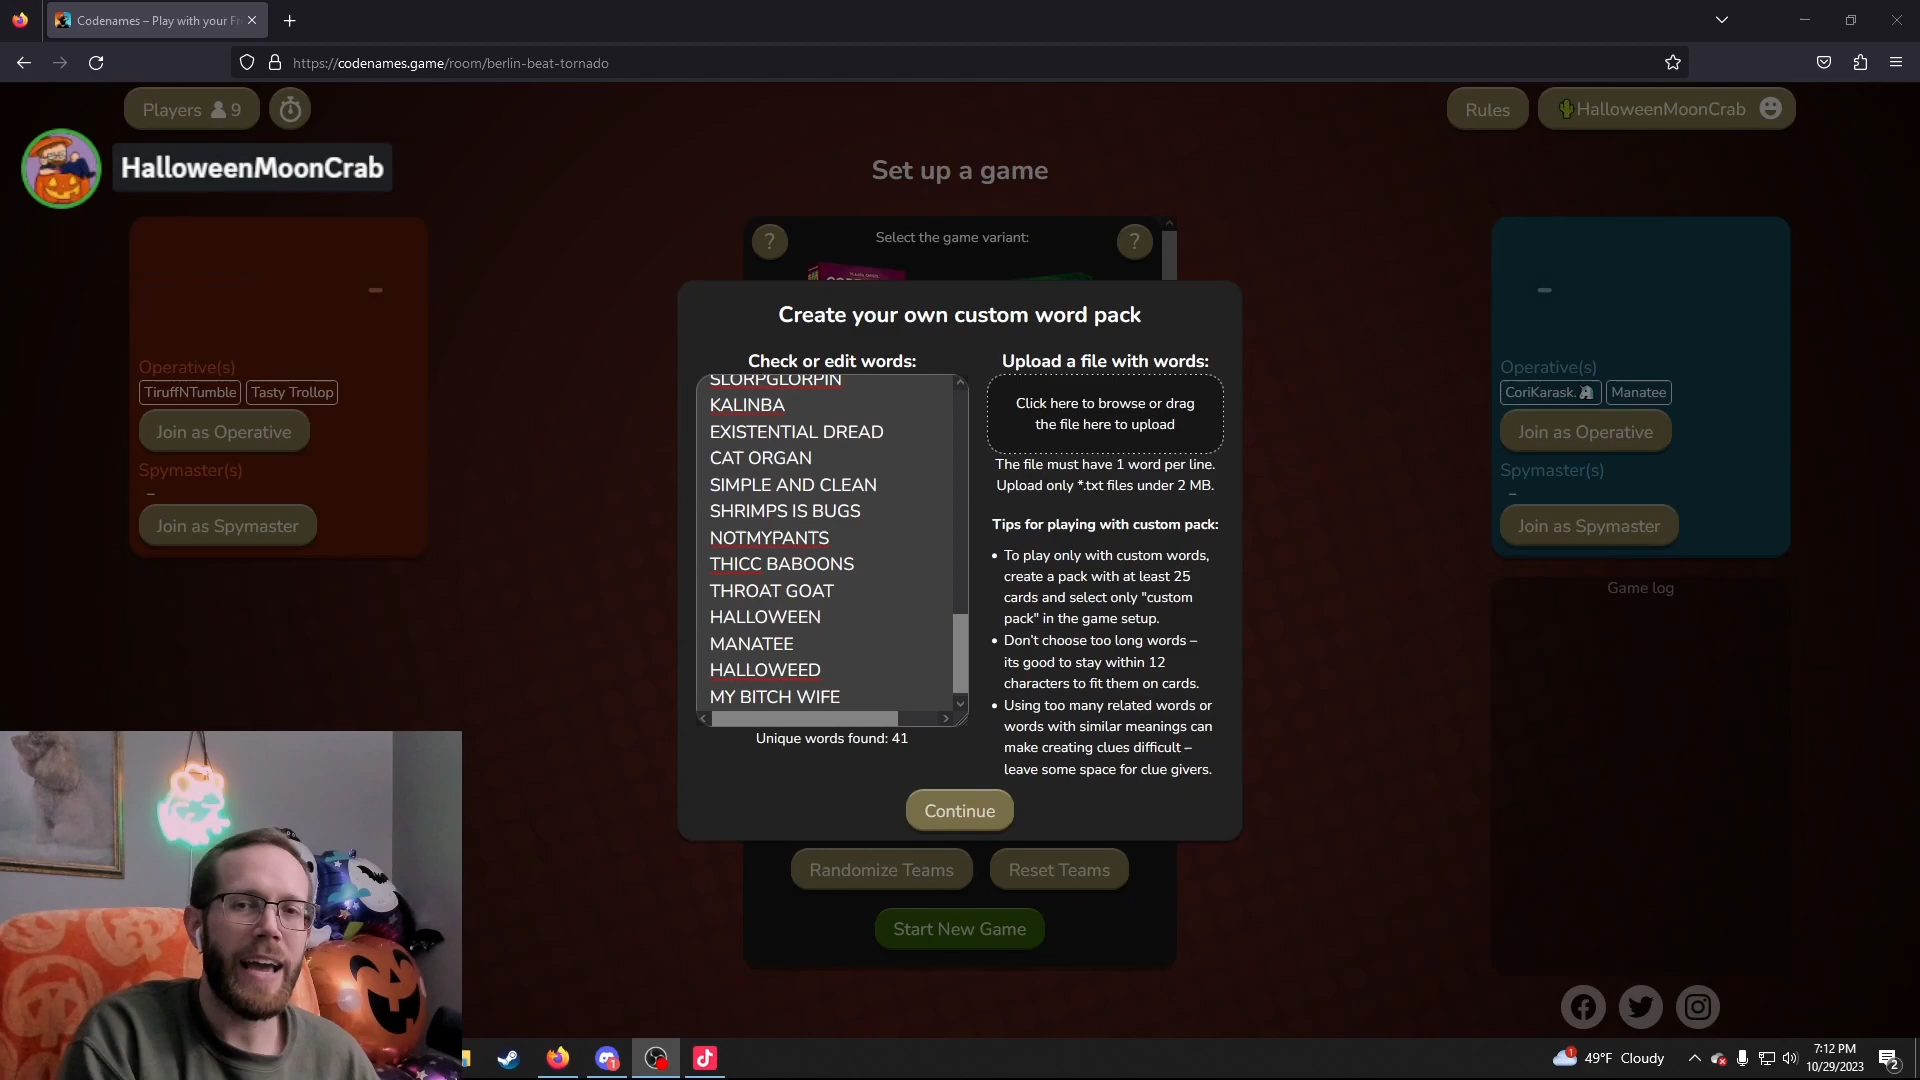 Codenames – Play with your Fr
https://codenames.game/room/berlin-beat-tornado
Players 9
Rules
HalloweenMoonCrab
HalloweenMoonCrab
Set up a game
?
Select the game variant:
?
Create your own custom word pack
Check or edit words:
SLORPGLORPIN
KALINBA
EXISTENTIAL DREAD
CAT ORGAN
SIMPLE AND CLEAN
SHRIMPS IS BUGS
NOTMYPANTS
THICC BABOONS
THROAT GOAT
HALLOWEEN
MANATEE
HALLOWEED
MY BITCH WIFE
Unique words found: 41
Upload a file with words:
Click here to browse or drag
the file here to upload
The file must have 1 word per line.
Upload only *.txt files under 2 MB.
Tips for playing with custom pack:
• To play only with custom words,
create a pack with at least 25
cards and select only "custom
pack" in the game setup.
• Don't choose too long words –
its good to stay within 12
characters to fit them on cards.
• Using too many related words or
words with similar meanings can
make creating clues difficult –
leave some space for clue givers.
Continue
Randomize Teams
Reset Teams
Start New Game
–
Operative(s)
TiruffNTumble
Tasty Trollop
Join as Operative
Spymaster(s)
–
Join as Spymaster
–
Operative(s)
CoriKarask.
Manatee
Join as Operative
Spymaster(s)
–
Join as Spymaster
Game log
1
1
49°F Cloudy
7:12 PM
10/29/2023
2